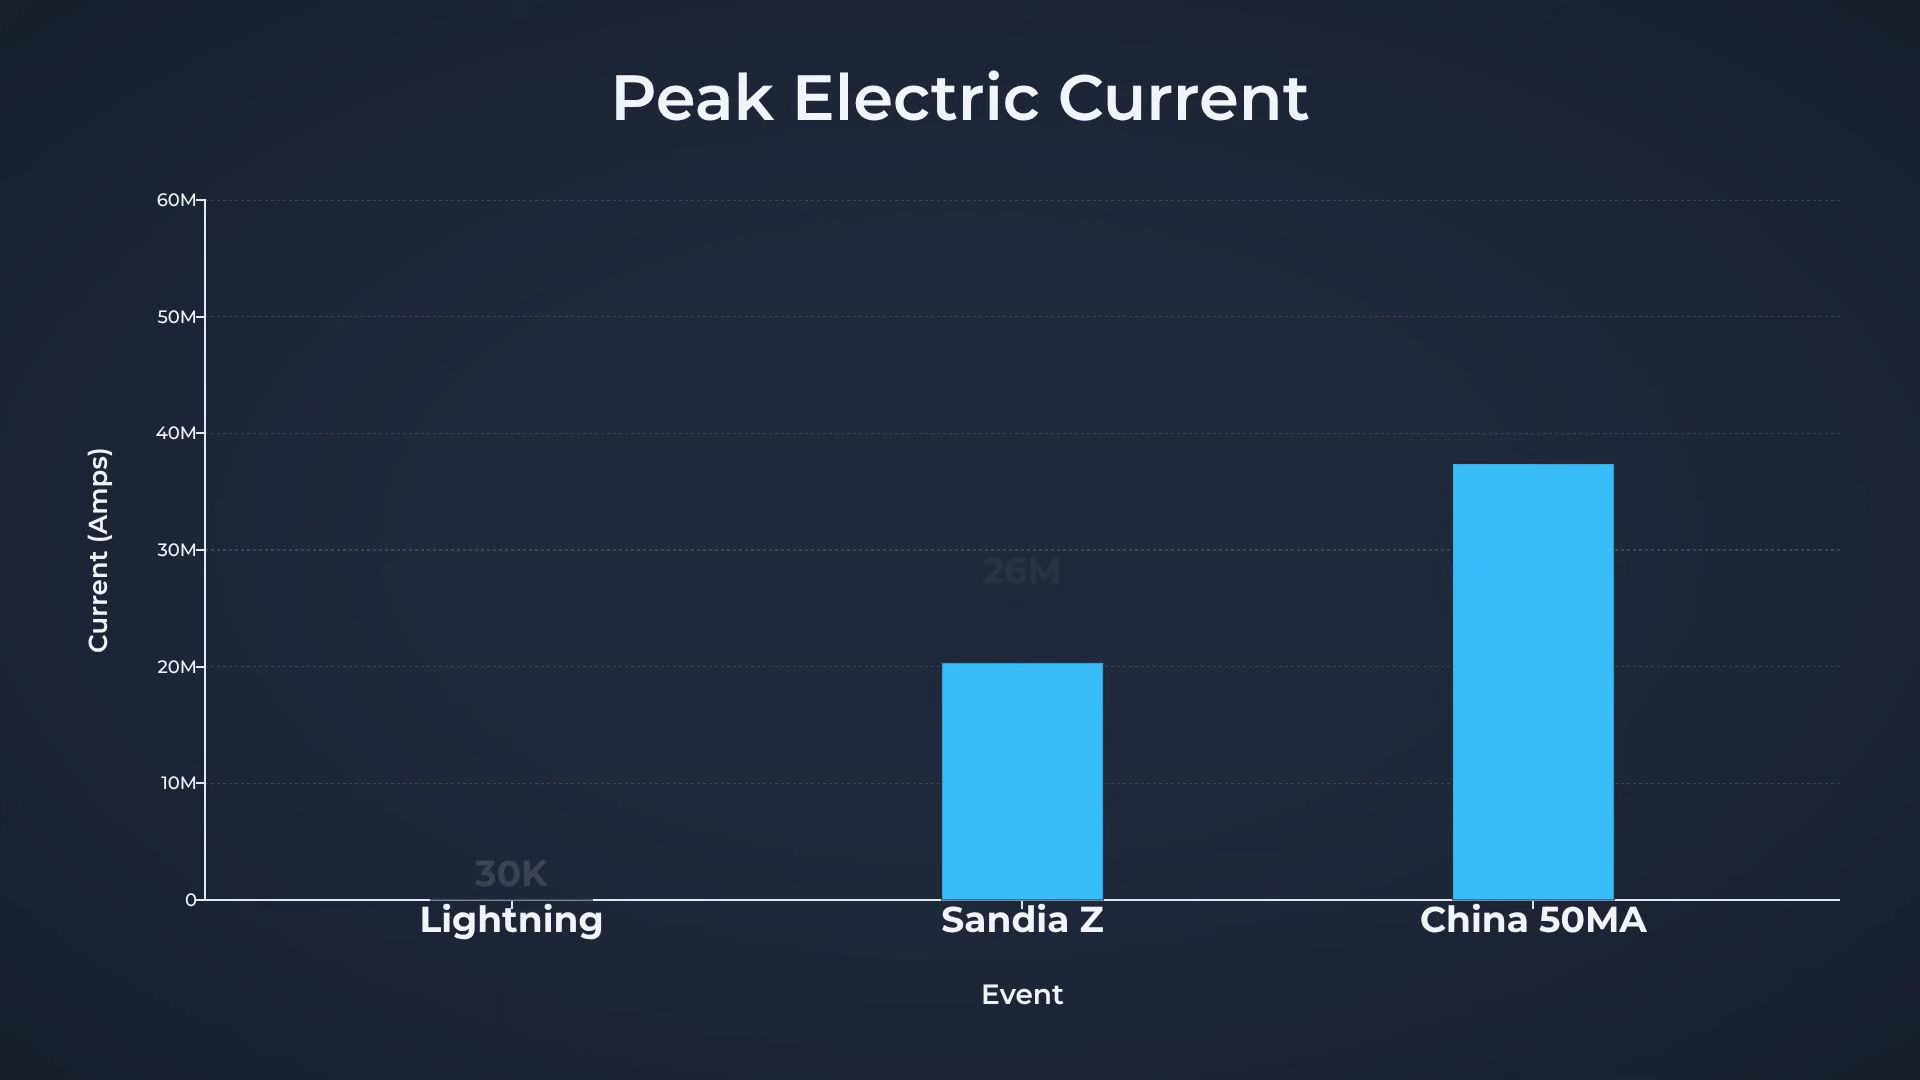 Peak Electric Current
60M
50M
40M
30M
20M
10M
0
Current (Amps)
30K
26M
Lightning
Sandia Z
China 50MA
Event